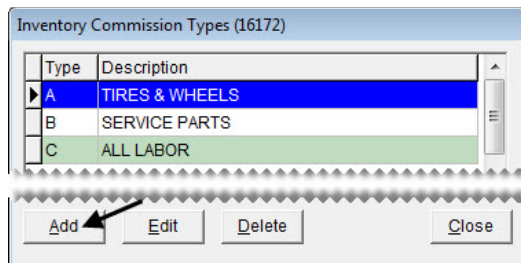 Inventory Commission Types (16172)
Type Description
A TIRES & WHEELS
B SERVICE PARTS
C ALL LABOR
Add Edit Delete Close